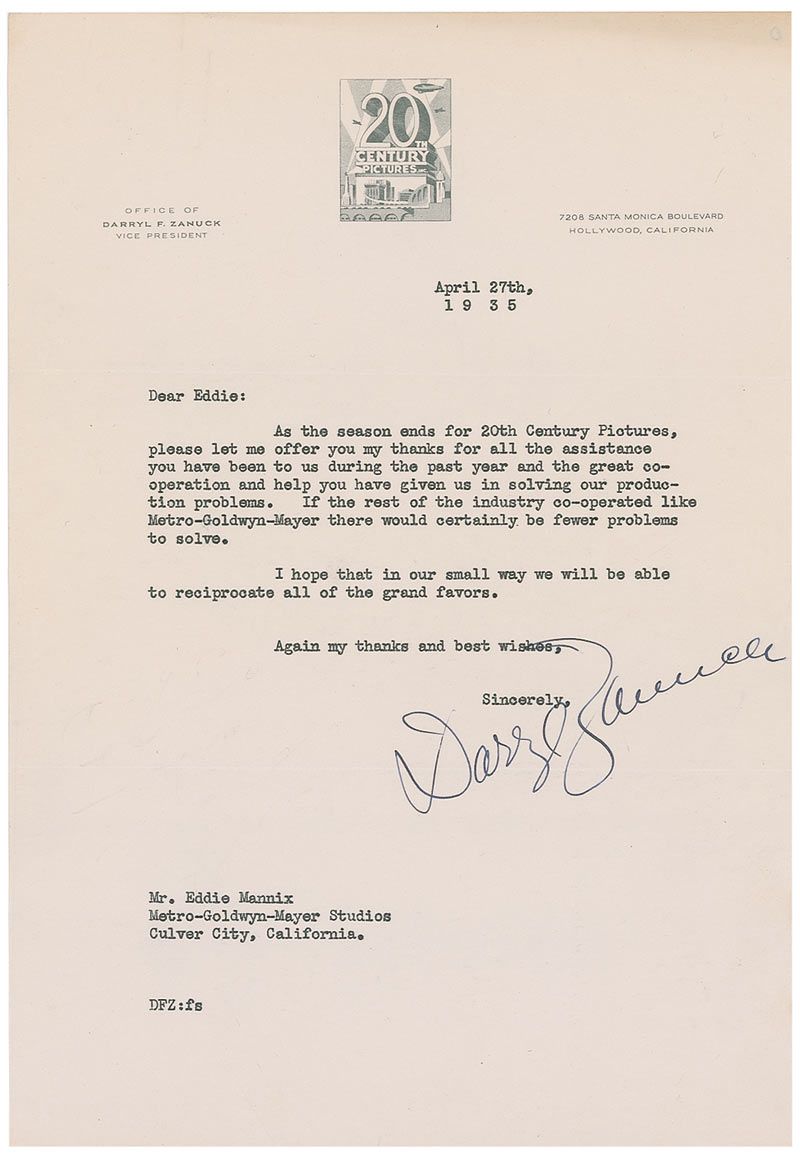 20TH
CENTURY
PICTURES INC.
OFFICE OF
DARRYL F. ZANUCK
VICE PRESIDENT
7208 SANTA MONICA BOULEVARD
HOLLYWOOD, CALIFORNIA
April 27th,
1 9 3 5
Dear Eddie:
As the season ends for 20th Century Pictures,
please let me offer you my thanks for all the assistance
you have been to us during the past year and the great co-
operation and help you have given us in solving our produc-
tion problems. If the rest of the industry co-operated like
Metro-Goldwyn-Mayer there would certainly be fewer problems
to solve.
I hope that in our small way we will be able
to reciprocate all of the grand favors.
Again my thanks and best wishes,
Sincerely,
Darryl Zanuck
Mr. Eddie Mannix
Metro-Goldwyn-Mayer Studios
Culver City, California.
DFZ:fs